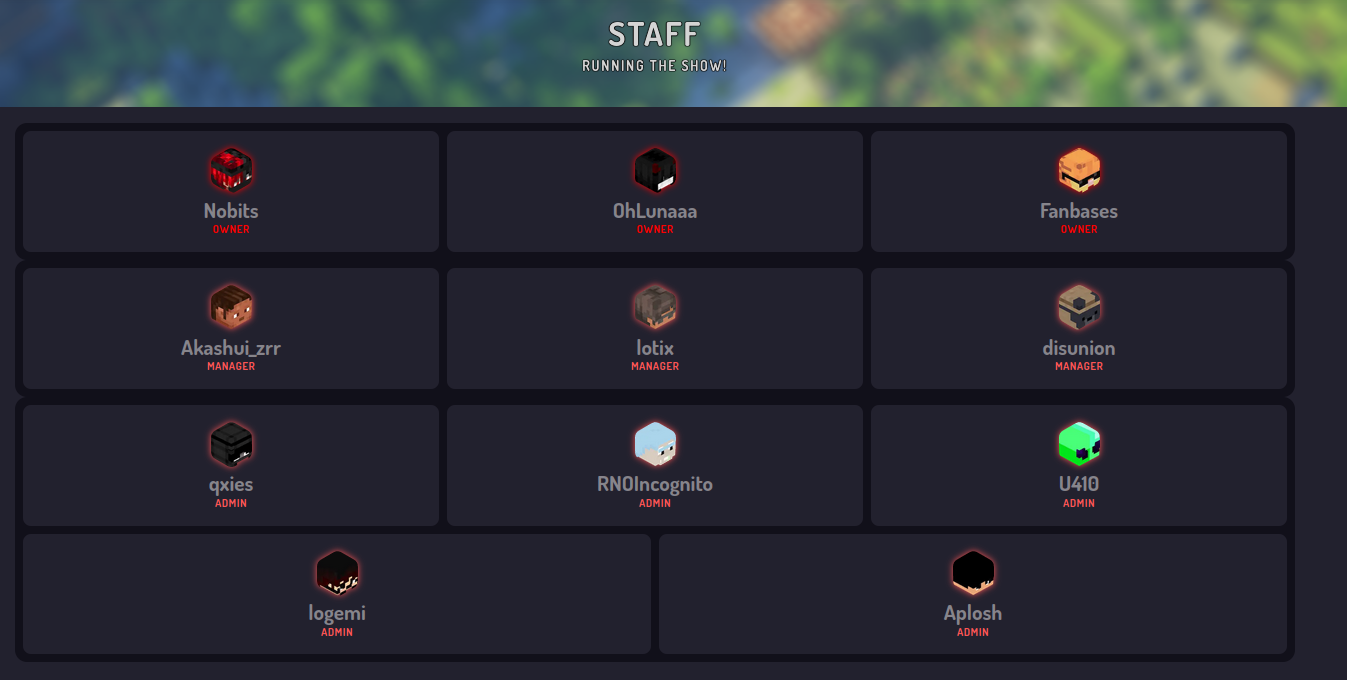 STAFF
RUNNING THE SHOW!
Nobits
OWNER
OhLunaaa
OWNER
Fanbases
OWNER
Akashui_zrr
MANAGER
lotix
MANAGER
disunion
MANAGER
qxies
ADMIN
RNOIncognito
ADMIN
U410
ADMIN
logemi
ADMIN
Aplosh
ADMIN